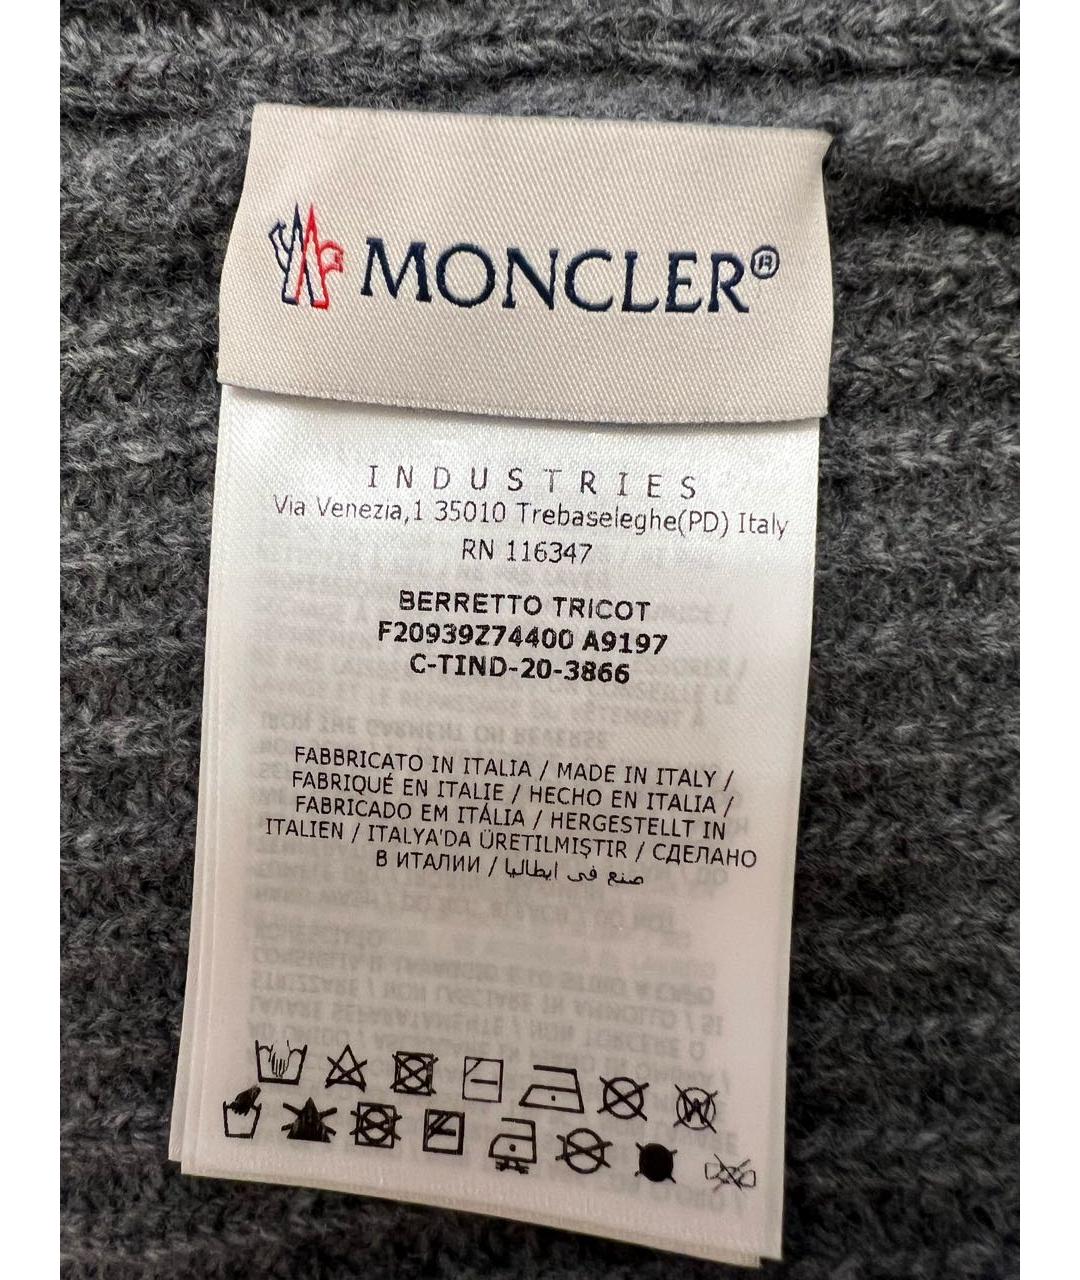 MONCLER®
INDUSTRIES
Via Venezia,1 35010 Trebaseleghe(PD) Italy
RN 116347
BERRETTO TRICOT
F20939Z74400 A9197
C-TIND-20-3866
FABBRICATO IN ITALIA / MADE IN ITALY /
FABRIQUÉ EN ITALIE / HECHO EN ITALIA /
FABRICADO EM ITÁLIA / HERGESTELLT IN
ITALIEN / ITALYA'DA ÜRETILMIŞTIR / СДЕЛАНО
В ИТАЛИИ / صنع في ايطاليا